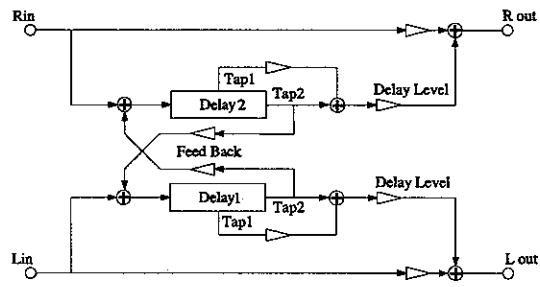 Rin
R out
Tap1
Tap2
Delay Level
Delay2
Feed Back
Delay1
Tap2
Delay Level
Tap1
Lin
L out